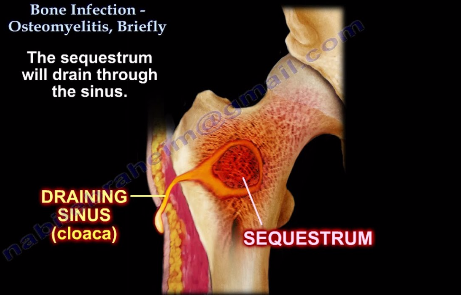 Bone Infection -
Osteomyelitis, Briefly
The sequestrum
will drain through
the sinus.
DRAINING
SINUS
(cloaca)
SEQUESTRUM